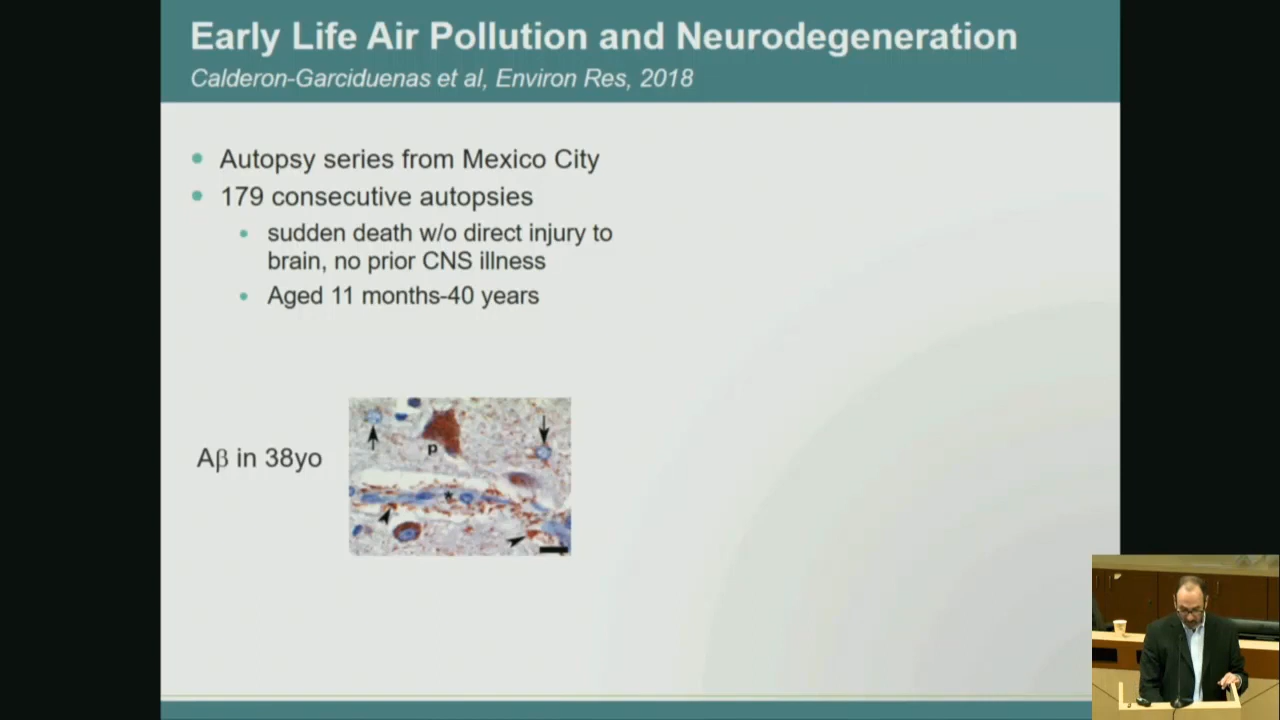 Early Life Air Pollution and Neurodegeneration
Calderon-Garciduenas et al, Environ Res, 2018
• Autopsy series from Mexico City
• 179 consecutive autopsies
• sudden death w/o direct injury to
brain, no prior CNS illness
• Aged 11 months-40 years
Aβ in 38yo
p
*